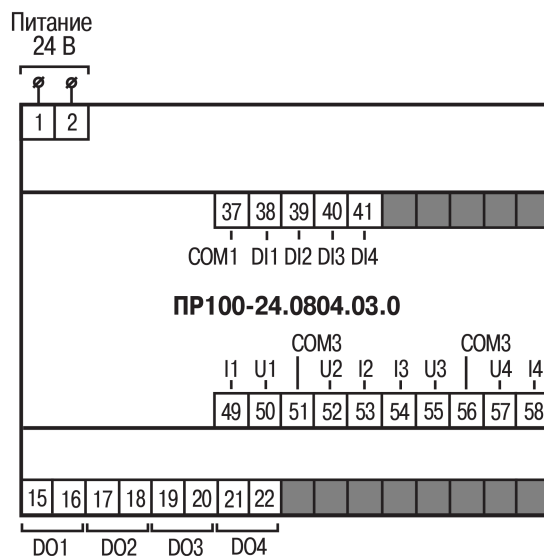 Питание
24 В
1 2
37 38 39 40 41
COM1 DI1 DI2 DI3 DI4
ПР100-24.0804.03.0
COM3 COM3
I1 U1 U2 I2 I3 U3 U4 I4
49 50 51 52 53 54 55 56 57 58
15 16 17 18 19 20 21 22
DO1 DO2 DO3 DO4